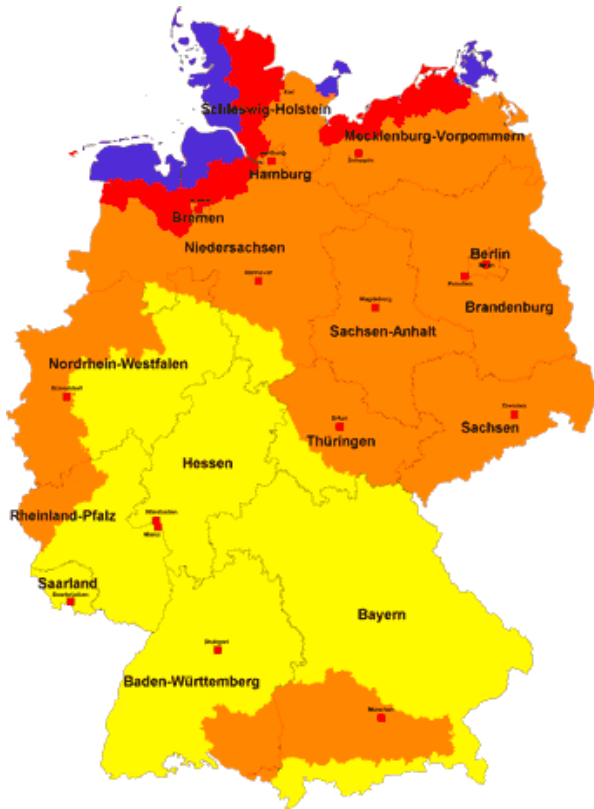 Kiel
Schleswig-Holstein
Mecklenburg-Vorpommern
Schwerin
Hamburg
Bremen
Niedersachsen
Hannover
Berlin
Potsdam
Brandenburg
Magdeburg
Sachsen-Anhalt
Nordrhein-Westfalen
Düsseldorf
Dresden
Sachsen
Erfurt
Thüringen
Hessen
Rheinland-Pfalz
Wiesbaden
Mainz
Saarland
Saarbrücken
Bayern
Stuttgart
Baden-Württemberg
München